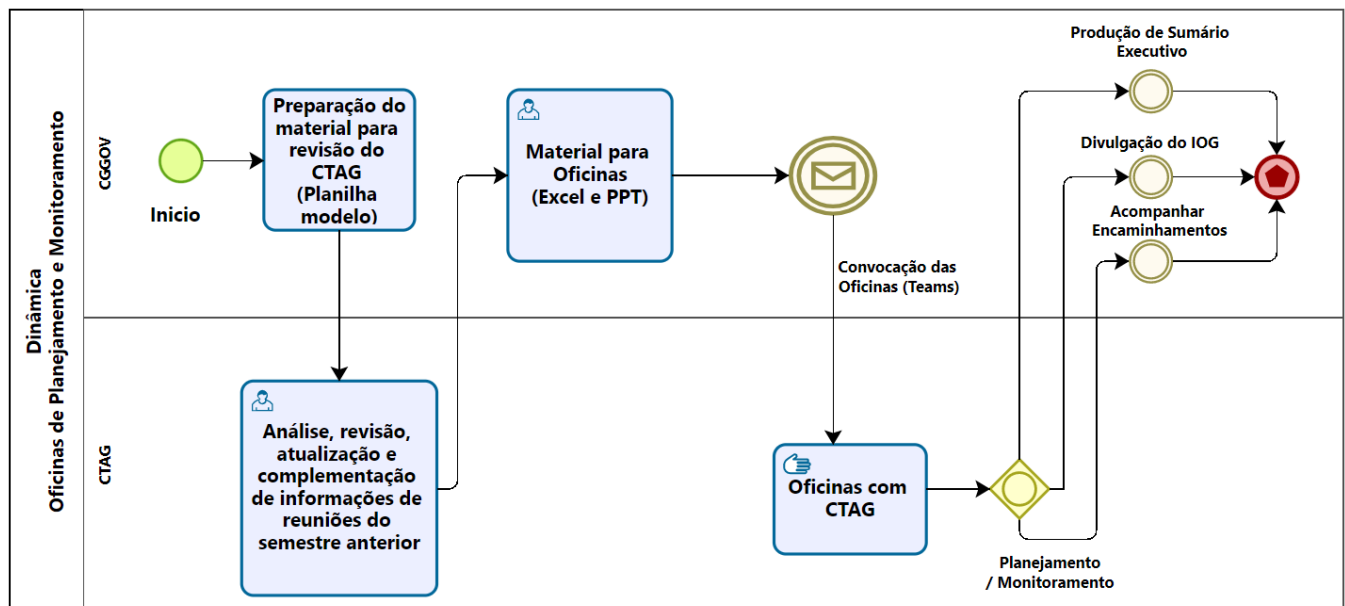 Dinâmica
Oficinas de Planejamento e Monitoramento
CGGOV
Inicio
Preparação do
material para
revisão do
CTAG
(Planilha
modelo)
Material para
Oficinas
(Excel e PPT)
Convocação das
Oficinas (Teams)
Produção de Sumário
Executivo
Divulgação do IOG
Acompanhar
Encaminhamentos
CTAG
Análise, revisão,
atualização e
complementação
de informações de
reuniões do
semestre anterior
Oficinas com
CTAG
Planejamento
/ Monitoramento